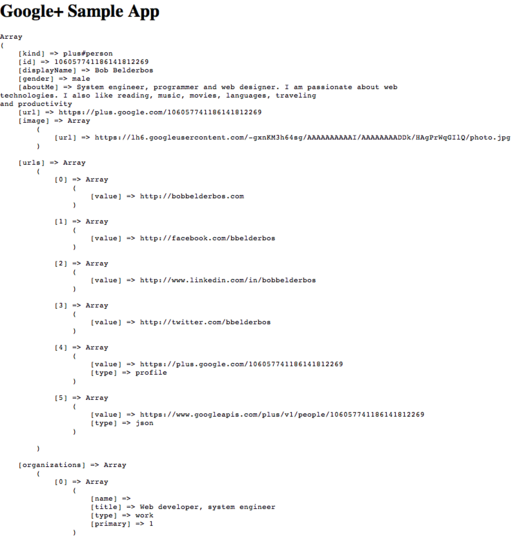 Google+ Sample App
Array
(
    [kind] => plus#person
    [id] => 106057741186141812269
    [displayName] => Bob Belderbos
    [gender] => male
    [aboutMe] => System engineer, programmer and web designer. I am passionate about web
technologies. I also like reading, music, movies, languages, traveling
and productivity
    [url] => https://plus.google.com/106057741186141812269
    [image] => Array
        (
            [url] => https://lh6.googleusercontent.com/-gxnKM3h64sg/AAAAAAAAAAI/AAAAAAAADDk/HAgPrWqGIlQ/photo.jpg
        )

    [urls] => Array
        (
            [0] => Array
                (
                    [value] => http://bobbelderbos.com
                )

            [1] => Array
                (
                    [value] => http://facebook.com/bbelderbos
                )

            [2] => Array
                (
                    [value] => http://www.linkedin.com/in/bobbelderbos
                )

            [3] => Array
                (
                    [value] => http://twitter.com/bbelderbos
                )

            [4] => Array
                (
                    [value] => https://plus.google.com/106057741186141812269
                    [type] => profile
                )

            [5] => Array
                (
                    [value] => https://www.googleapis.com/plus/v1/people/106057741186141812269
                    [type] => json
                )

        )

    [organizations] => Array
        (
            [0] => Array
                (
                    [name] =>
                    [title] => Web developer, system engineer
                    [type] => work
                    [primary] => 1
                )